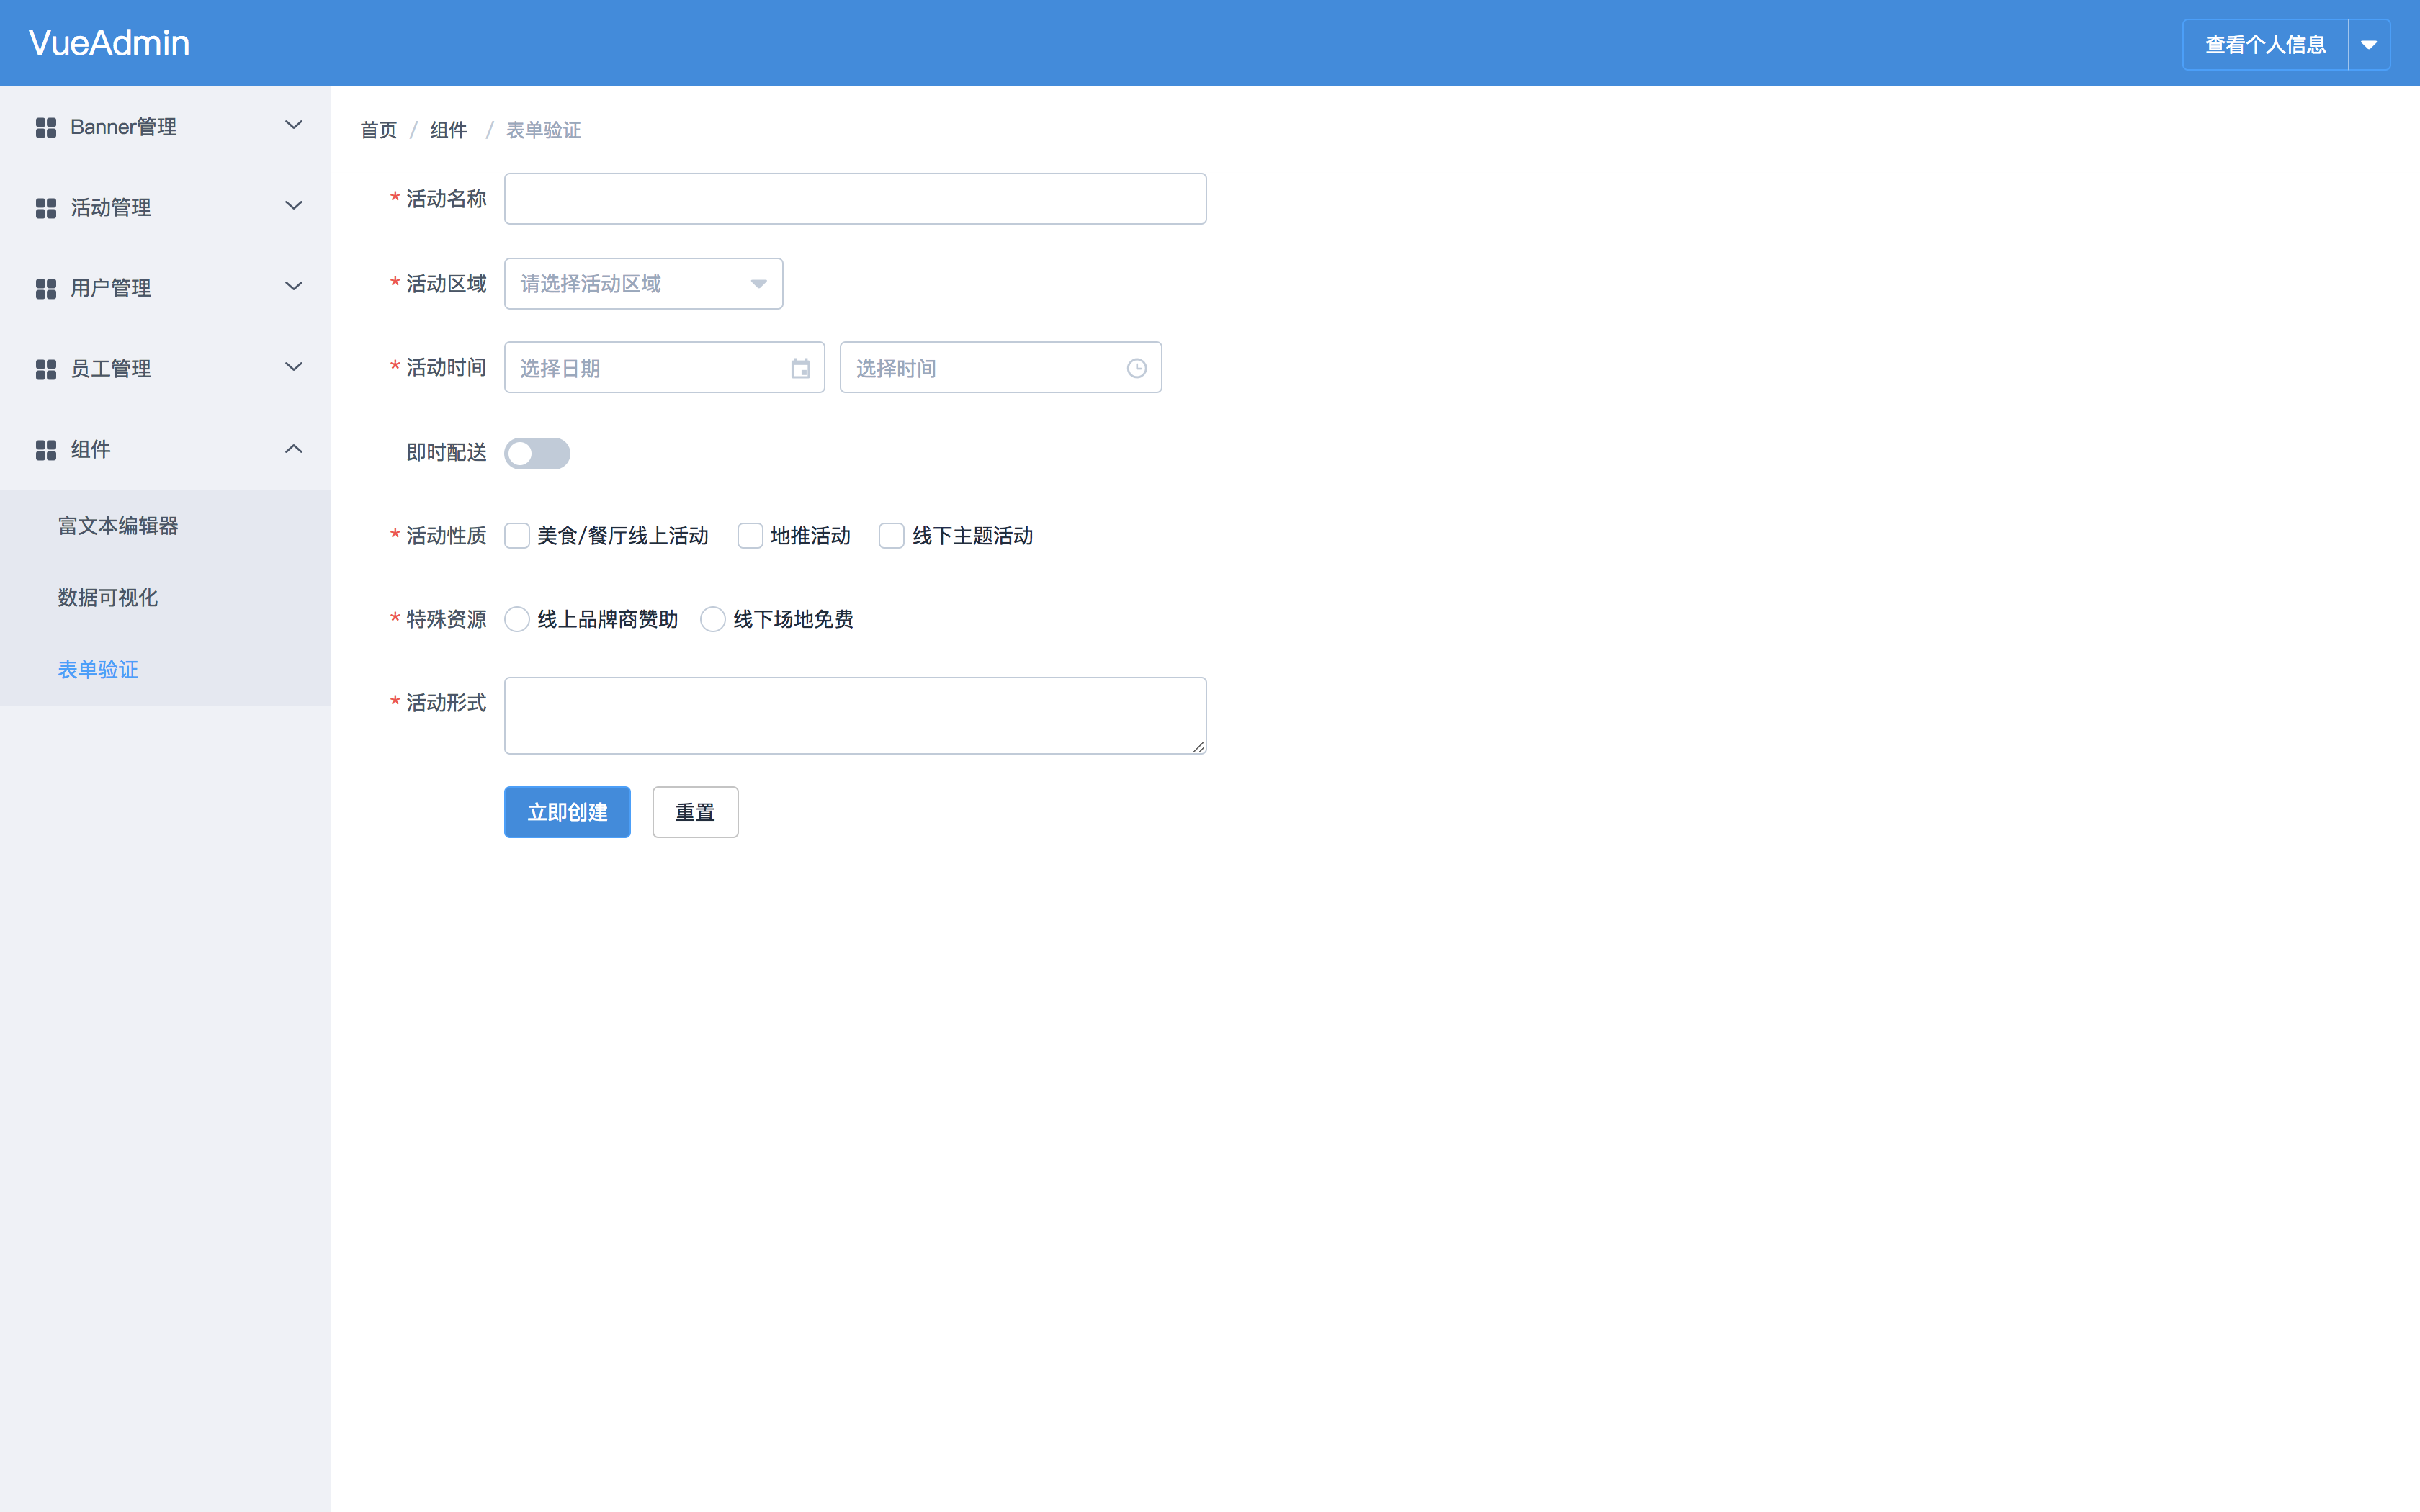 VueAdmin
查看个人信息
Banner管理
活动管理
用户管理
员工管理
组件
富文本编辑器
数据可视化
表单验证
首页 / 组件 / 表单验证
* 活动名称
* 活动区域 请选择活动区域
* 活动时间 选择日期 选择时间
即时配送
* 活动性质 美食/餐厅线上活动 地推活动 线下主题活动
* 特殊资源 线上品牌商赞助 线下场地免费
* 活动形式
立即创建 重置